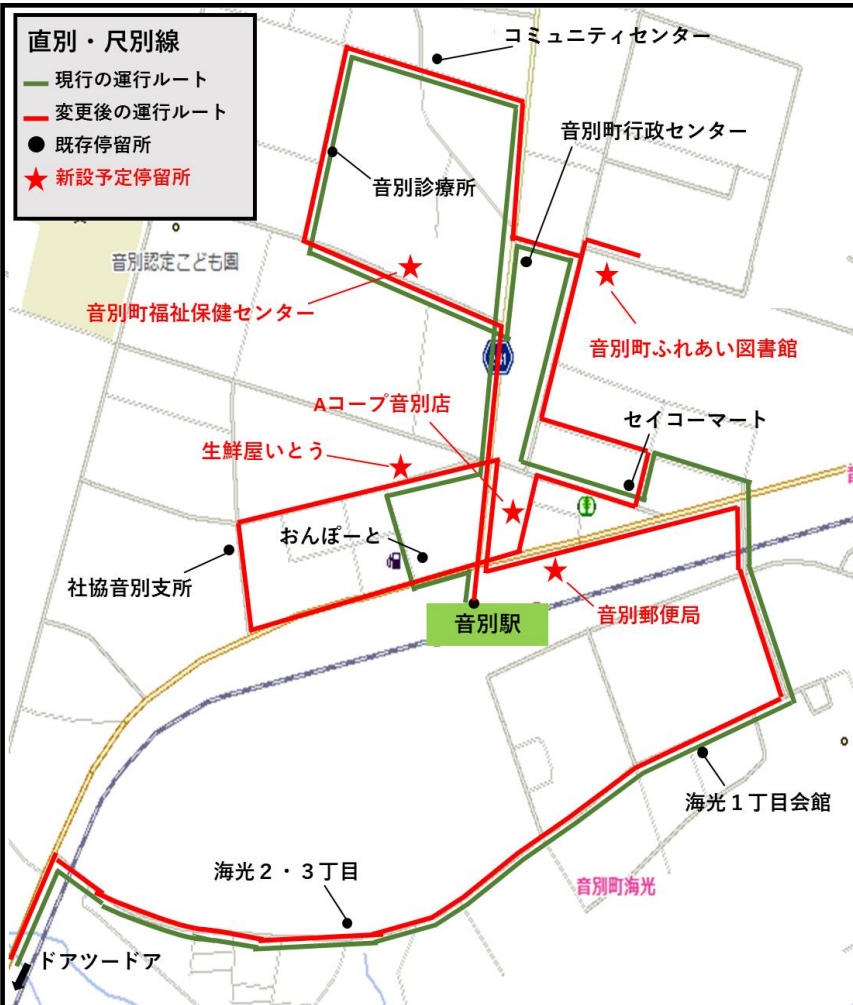 直別・尺別線
現行の運行ルート
変更後の運行ルート
既存停留所
新設予定停留所
コミュニティセンター
音別町行政センター
音別診療所
音別認定こども園
音別町福祉保健センター
音別町ふれあい図書館
Aコープ音別店
セイコーマート
生鮮屋いとう
おんぽーと
社協音別支所
音別駅
音別郵便局
海光1丁目会館
海光2・3丁目
音別町海光
ドアツードア